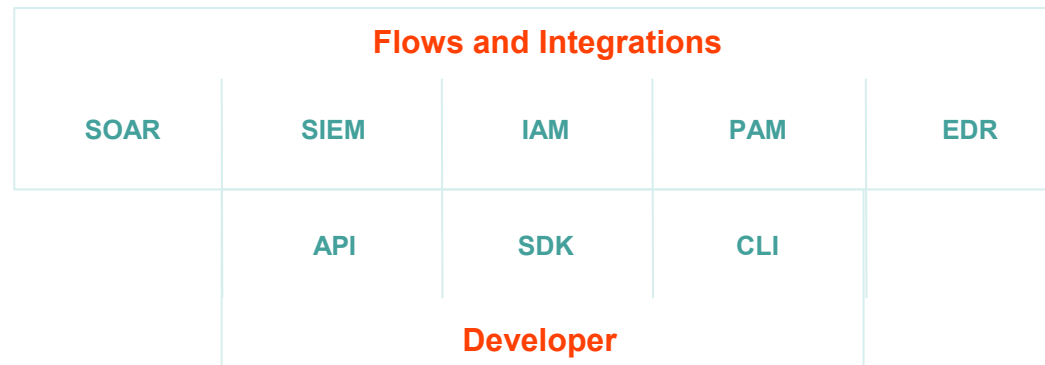 Flows and Integrations
SOAR SIEM IAM PAM EDR
API SDK CLI
Developer